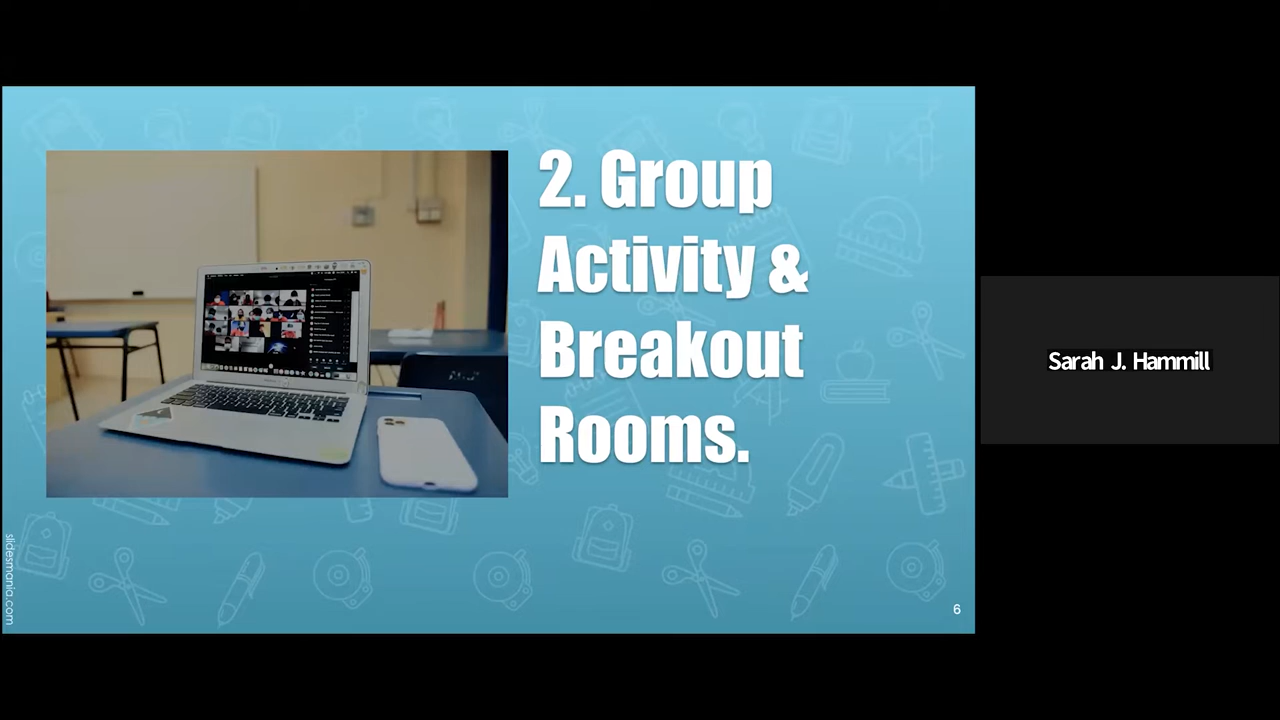 2. Group
Activity &
Breakout
Rooms.
Sarah J. Hammill
slidesmania.com
6